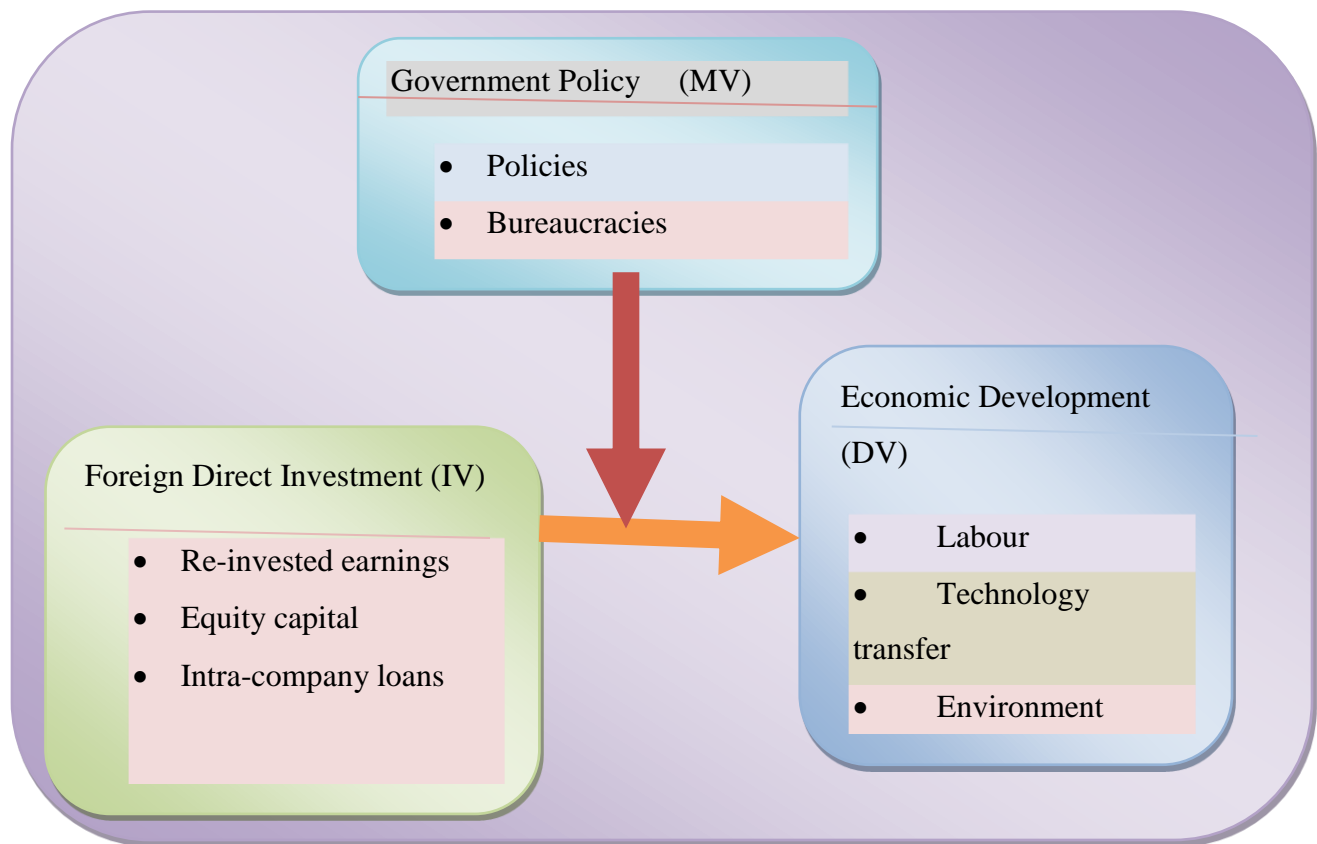 Government Policy (MV)
• Policies
• Bureaucracies
Foreign Direct Investment (IV)
• Re-invested earnings
• Equity capital
• Intra-company loans
Economic Development
(DV)
• Labour
• Technology
transfer
• Environment